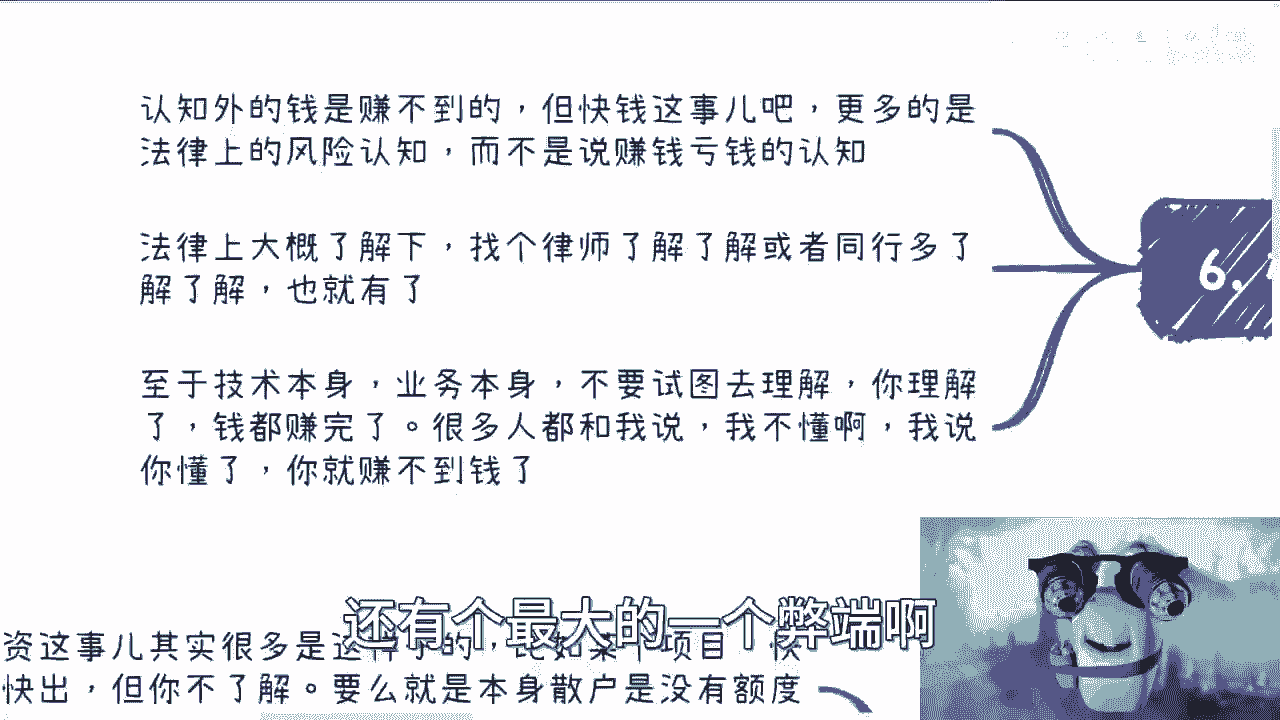 认知外的钱是赚不到的，但快钱这事儿吧，更多的是
法律上的风险认知，而不是说赚钱亏钱的认知
法律上大概了解下，找个律师了解了解或者同行多了
解了解，也就有了
6.
至于技术本身，业务本身，不要试图去理解，你理解
了，钱都赚完了。很多人都和我说，我不懂啊，我说
你懂了，你就赚不到钱了
还有个最大的一个弊端啊
资这事儿其实很多是这样子的，比如某个项目
快出，但你不了解。要么就是本身散户是没有额度